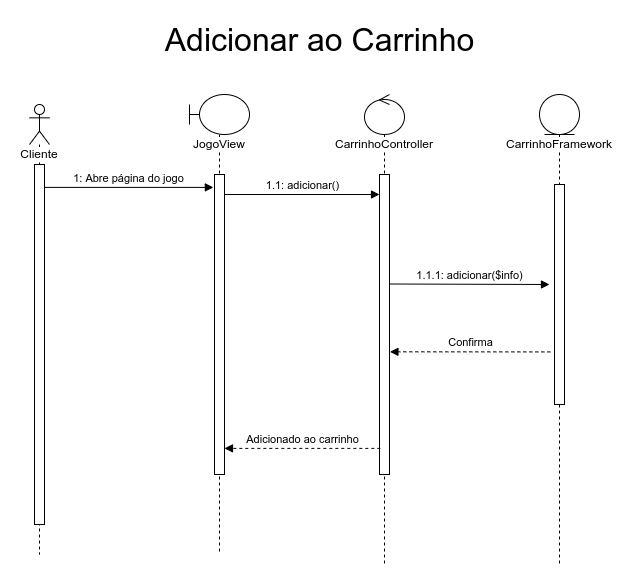 Adicionar ao Carrinho
Cliente
JogoView
CarrinhoController
CarrinhoFramework
1: Abre página do jogo
1.1: adicionar()
1.1.1: adicionar($info)
Confirma
Adicionado ao carrinho